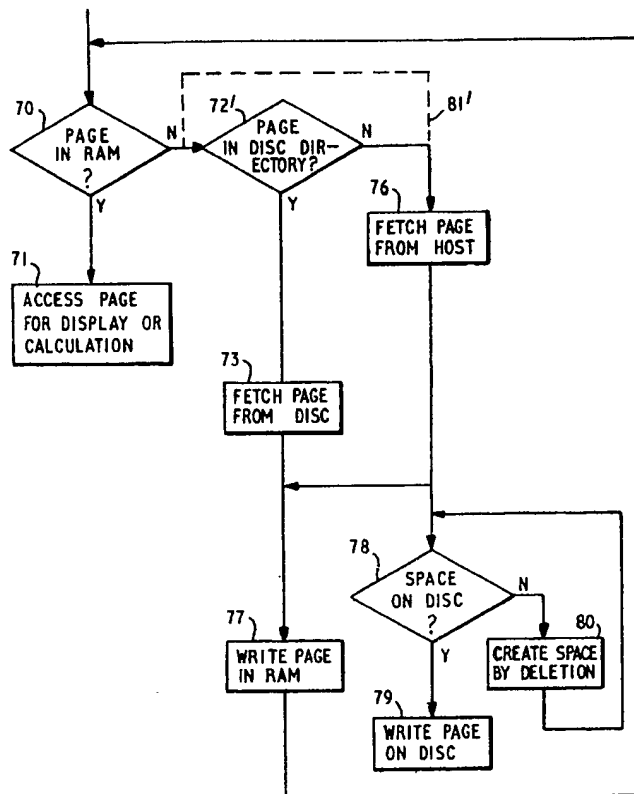 70
PAGE
IN RAM
?
N
Y
72'
PAGE
IN DISC DIR-
ECTORY?
N
Y
81'
76
FETCH PAGE
FROM HOST
71
ACCESS PAGE
FOR DISPLAY OR
CALCULATION
73
FETCH PAGE
FROM DISC
78
SPACE
ON DISC
?
N
Y
77
WRITE PAGE
IN RAM
80
CREATE SPACE
BY DELETION
79
WRITE PAGE
ON DISC